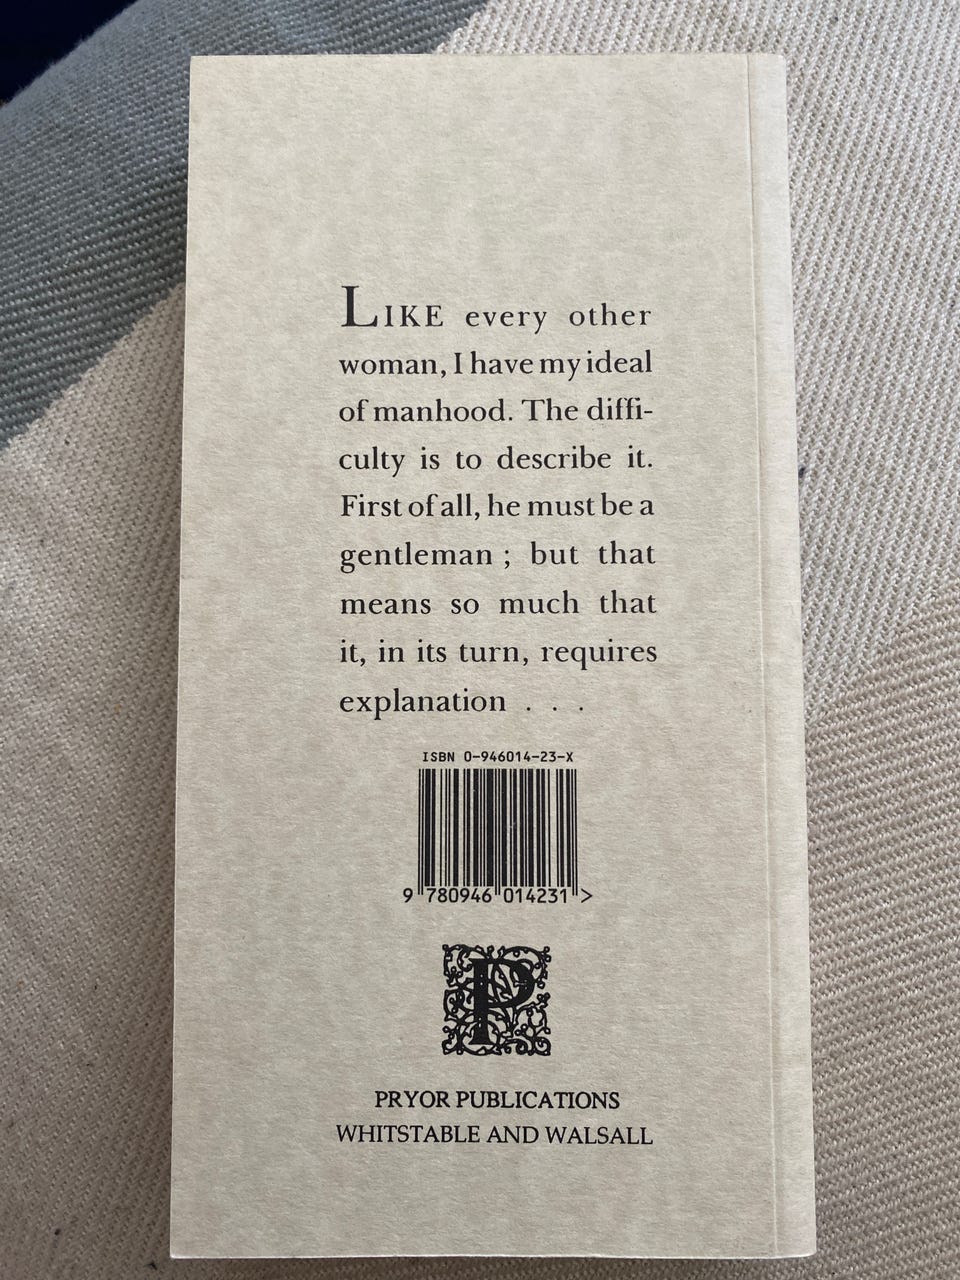 LIKE every other
woman, I have my ideal
of manhood. The diffi-
culty is to describe it.
First of all, he must be a
gentleman ; but that
means so much that
it, in its turn, requires
explanation . . .
ISBN 0-946014-23-X
9 780946 014231 >
P
PRYOR PUBLICATIONS
WHITSTABLE AND WALSALL